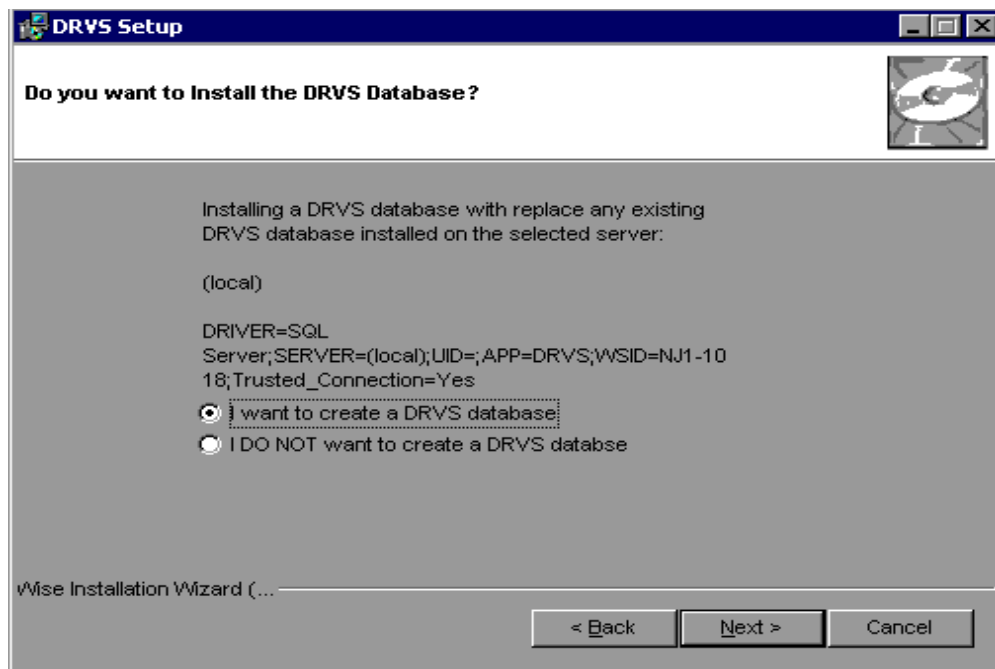 DRVS Setup
Do you want to Install the DRVS Database?
Installing a DRVS database with replace any existing
DRVS database installed on the selected server:
(local)
DRIVER=SQL
Server;SERVER=(local);UID=;APP=DRVS;WSID=NJ1-10
18;Trusted_Connection=Yes
I want to create a DRVS database
I DO NOT want to create a DRVS databse
Wise Installation Wizard (...
< Back
Next >
Cancel